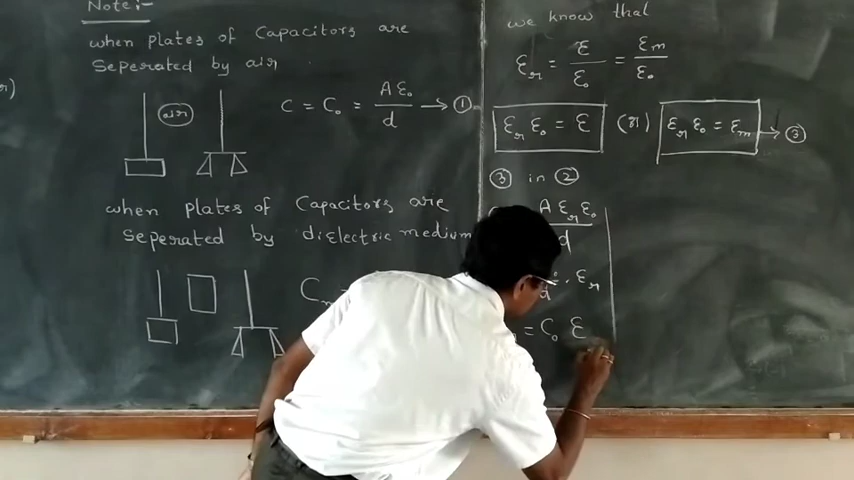 Note:-
when plates of Capacitors are
Seperated by air
r)
air
C = C₀ = Aε₀/d → ①
when plates of Capacitors are
Seperated by dielectric medium
Cₘ
we know that
εᵣ = ε/ε₀ = εₘ/ε₀
εᵣ ε₀ = ε (or) εᵣ ε₀ = εₘ → ③
③ in ②
A εᵣ ε₀
d
d . εᵣ
= C₀ ε